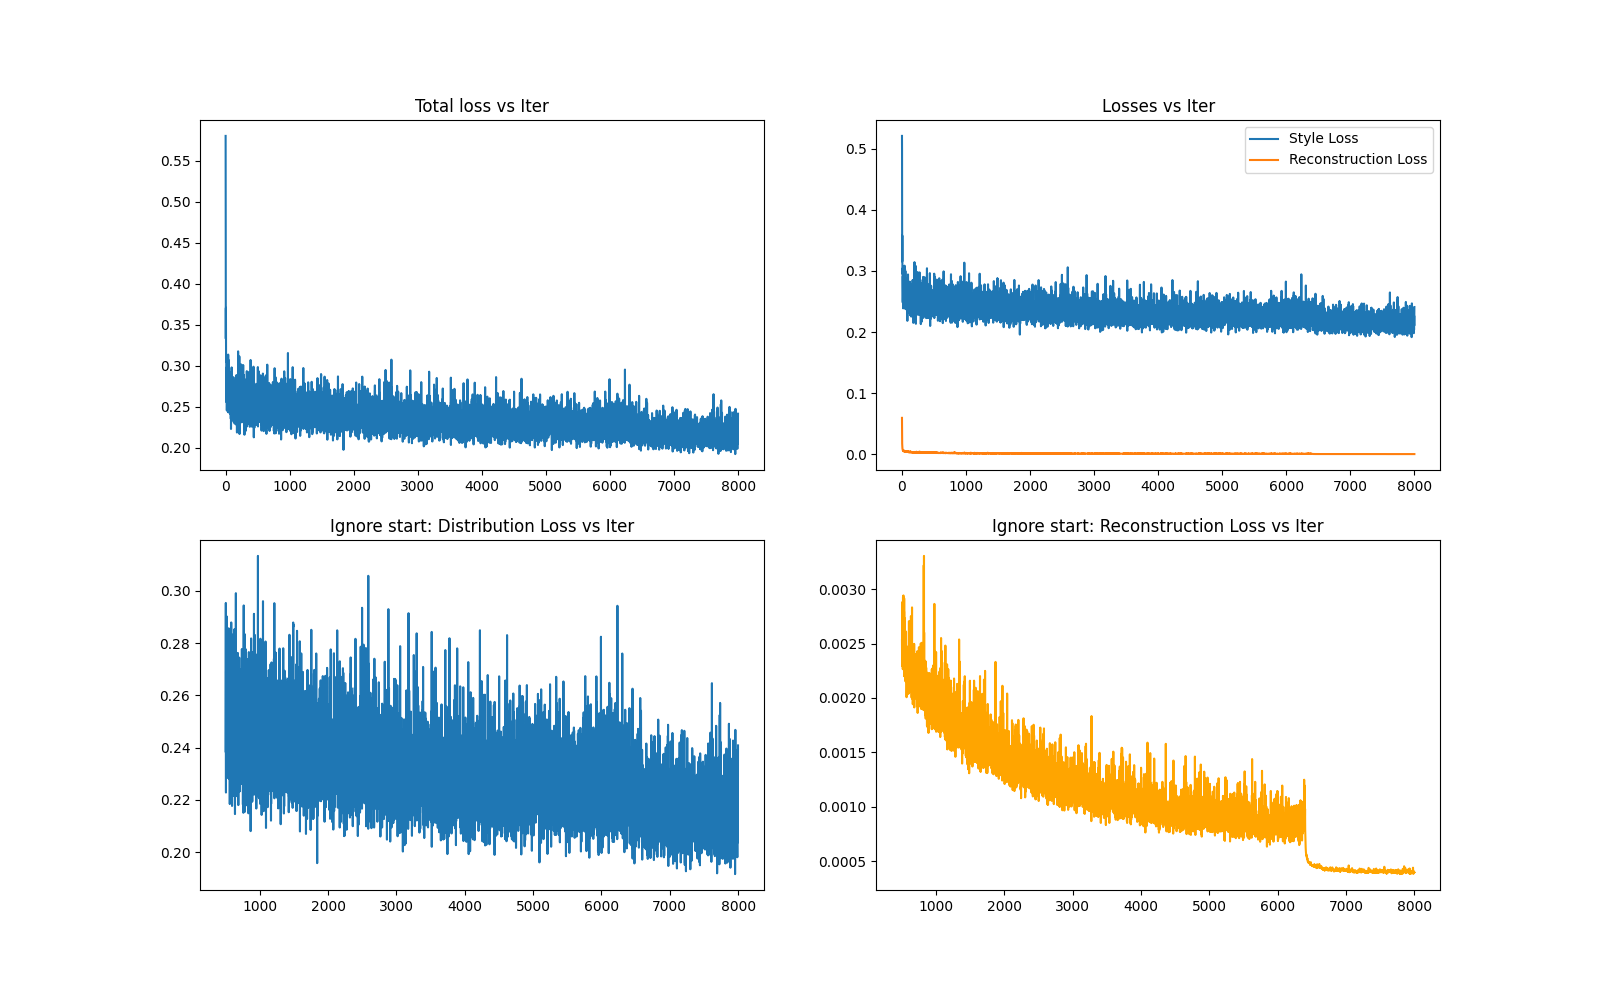 Total loss vs Iter
0.55
0.50
0.45
0.40
0.35
0.30
0.25
0.20
0 1000 2000 3000 4000 5000 6000 7000 8000
Losses vs Iter
Style Loss
Reconstruction Loss
0.5
0.4
0.3
0.2
0.1
0.0
0 1000 2000 3000 4000 5000 6000 7000 8000
Ignore start: Distribution Loss vs Iter
0.30
0.28
0.26
0.24
0.22
0.20
1000 2000 3000 4000 5000 6000 7000 8000
Ignore start: Reconstruction Loss vs Iter
0.0030
0.0025
0.0020
0.0015
0.0010
0.0005
1000 2000 3000 4000 5000 6000 7000 8000